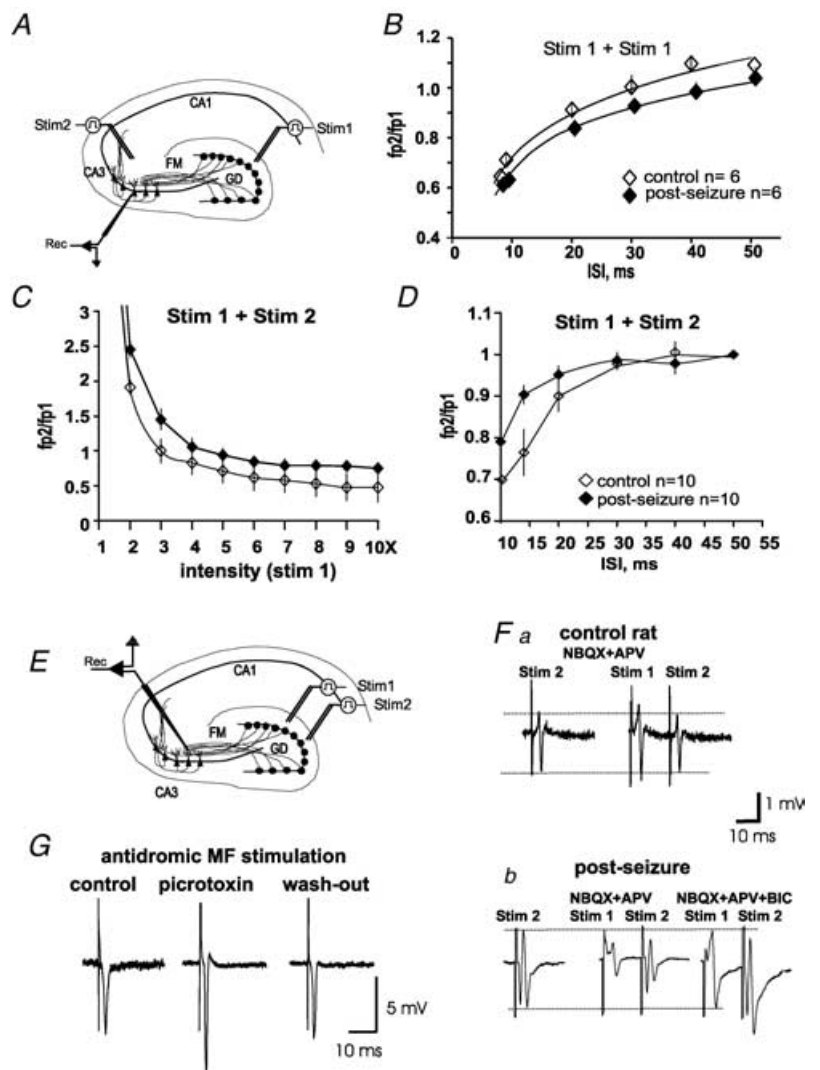 A
CA1
Stim2
Stim1
FM
CA3
GD
Rec
B
Stim 1 + Stim 1
1.2
1.0
0.8
0.6
0.4
fp2/fp1
control n= 6
post-seizure n=6
0 10 20 30 40 50
ISI, ms
C
Stim 1 + Stim 2
3
2.5
2
1.5
1
0.5
0
fp2/fp1
1 2 3 4 5 6 7 8 9 10X
intensity (stim 1)
D
Stim 1 + Stim 2
1.1
1
0.9
0.8
0.7
0.6
fp2/fp1
control n=10
post-seizure n=10
10 15 20 25 30 35 40 45 50 55
ISI, ms
E
Rec
CA1
Stim1
Stim2
FM
GD
CA3
F a control rat
NBQX+APV
Stim 2 Stim 1 Stim 2
1 mV
10 ms
b post-seizure
NBQX+APV NBQX+APV+BIC
Stim 2 Stim 1 Stim 2 Stim 1 Stim 2
G
antidromic MF stimulation
control picrotoxin wash-out
5 mV
10 ms
10 ms